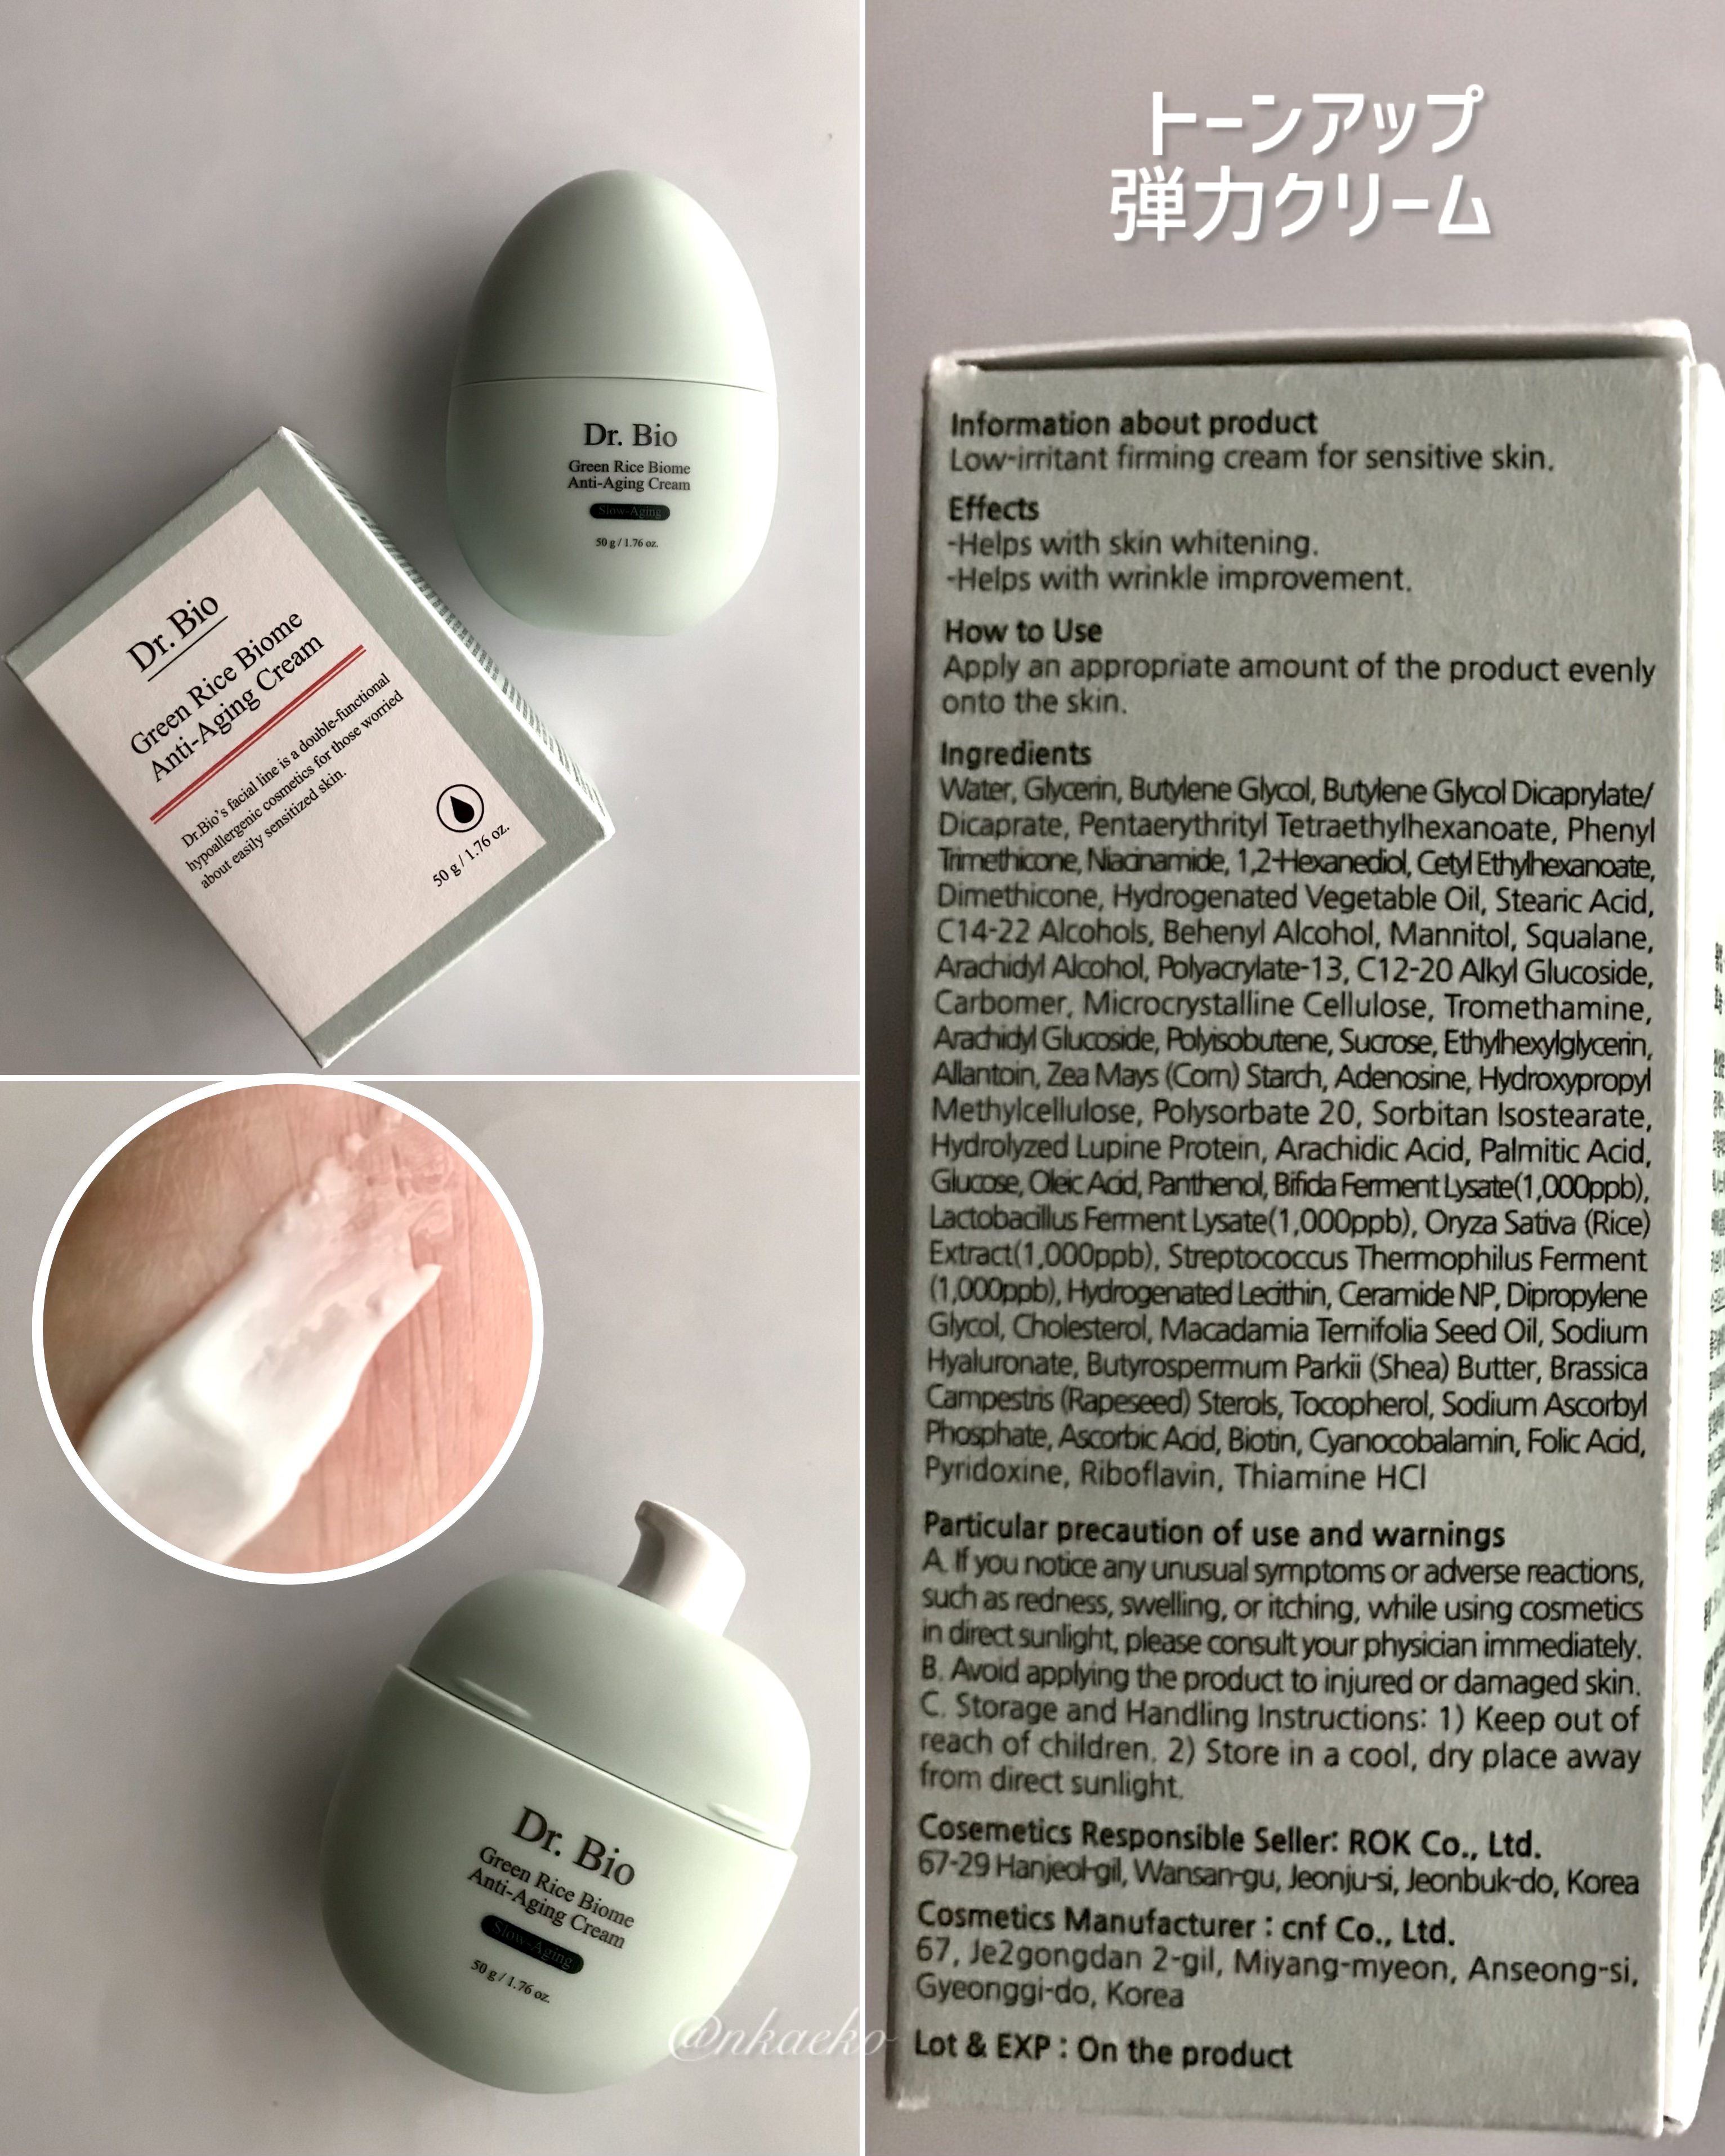 Dr. Bio
Green Rice Biome
Anti-Aging Cream
Slow-Aging
50 g / 1.76 oz.
Dr. Bio
Green Rice Biome
Anti-Aging Cream
Dr.Bio's facial line is a double-functional
hypoallergenic cosmetics for those worried
about easily sensitized skin.
50 g / 1.76 oz.
Dr. Bio
Green Rice Biome
Anti-Aging Cream
Slow-Aging
50 g / 1.76 oz.
@nkaeko
トーンアップ
弾力クリーム
Information about product
Low-irritant firming cream for sensitive skin.
Effects
-Helps with skin whitening.
-Helps with wrinkle improvement.
How to Use
Apply an appropriate amount of the product evenly
onto the skin.
Ingredients
Water, Glycerin, Butylene Glycol, Butylene Glycol Dicaprylate/
Dicaprate, Pentaerythrityl Tetraethylhexanoate, Phenyl
Trimethicone, Niacinamide, 1,2-Hexanediol, Cetyl Ethylhexanoate,
Dimethicone, Hydrogenated Vegetable Oil, Stearic Acid,
C14-22 Alcohols, Behenyl Alcohol, Mannitol, Squalane,
Arachidyl Alcohol, Polyacrylate-13, C12-20 Alkyl Glucoside,
Carbomer, Microcrystalline Cellulose, Tromethamine,
Arachidyl Glucoside, Polyisobutene, Sucrose, Ethylhexylglycerin,
Allantoin, Zea Mays (Corn) Starch, Adenosine, Hydroxypropyl
Methylcellulose, Polysorbate 20, Sorbitan Isostearate,
Hydrolyzed Lupine Protein, Arachidic Acid, Palmitic Acid,
Glucose, Oleic Acid, Panthenol, Bifida Ferment Lysate(1,000ppb),
Lactobacillus Ferment Lysate(1,000ppb), Oryza Sativa (Rice)
Extract(1,000ppb), Streptococcus Thermophilus Ferment
(1,000ppb), Hydrogenated Lecithin, Ceramide NP, Dipropylene
Glycol, Cholesterol, Macadamia Ternifolia Seed Oil, Sodium
Hyaluronate, Butyrospermum Parkii (Shea) Butter, Brassica
Campestris (Rapeseed) Sterols, Tocopherol, Sodium Ascorbyl
Phosphate, Ascorbic Acid, Biotin, Cyanocobalamin, Folic Acid,
Pyridoxine, Riboflavin, Thiamine HCl
Particular precaution of use and warnings
A. If you notice any unusual symptoms or adverse reactions,
such as redness, swelling, or itching, while using cosmetics
in direct sunlight, please consult your physician immediately.
B. Avoid applying the product to injured or damaged skin.
C. Storage and Handling Instructions: 1) Keep out of
reach of children. 2) Store in a cool, dry place away
from direct sunlight.
Cosemetics Responsible Seller: ROK Co., Ltd.
67-29 Hanjeol-gil, Wansan-gu, Jeonju-si, Jeonbuk-do, Korea
Cosmetics Manufacturer : cnf Co., Ltd.
67, Je2gongdan 2-gil, Miyang-myeon, Anseong-si,
Gyeonggi-do, Korea
Lot & EXP : On the product